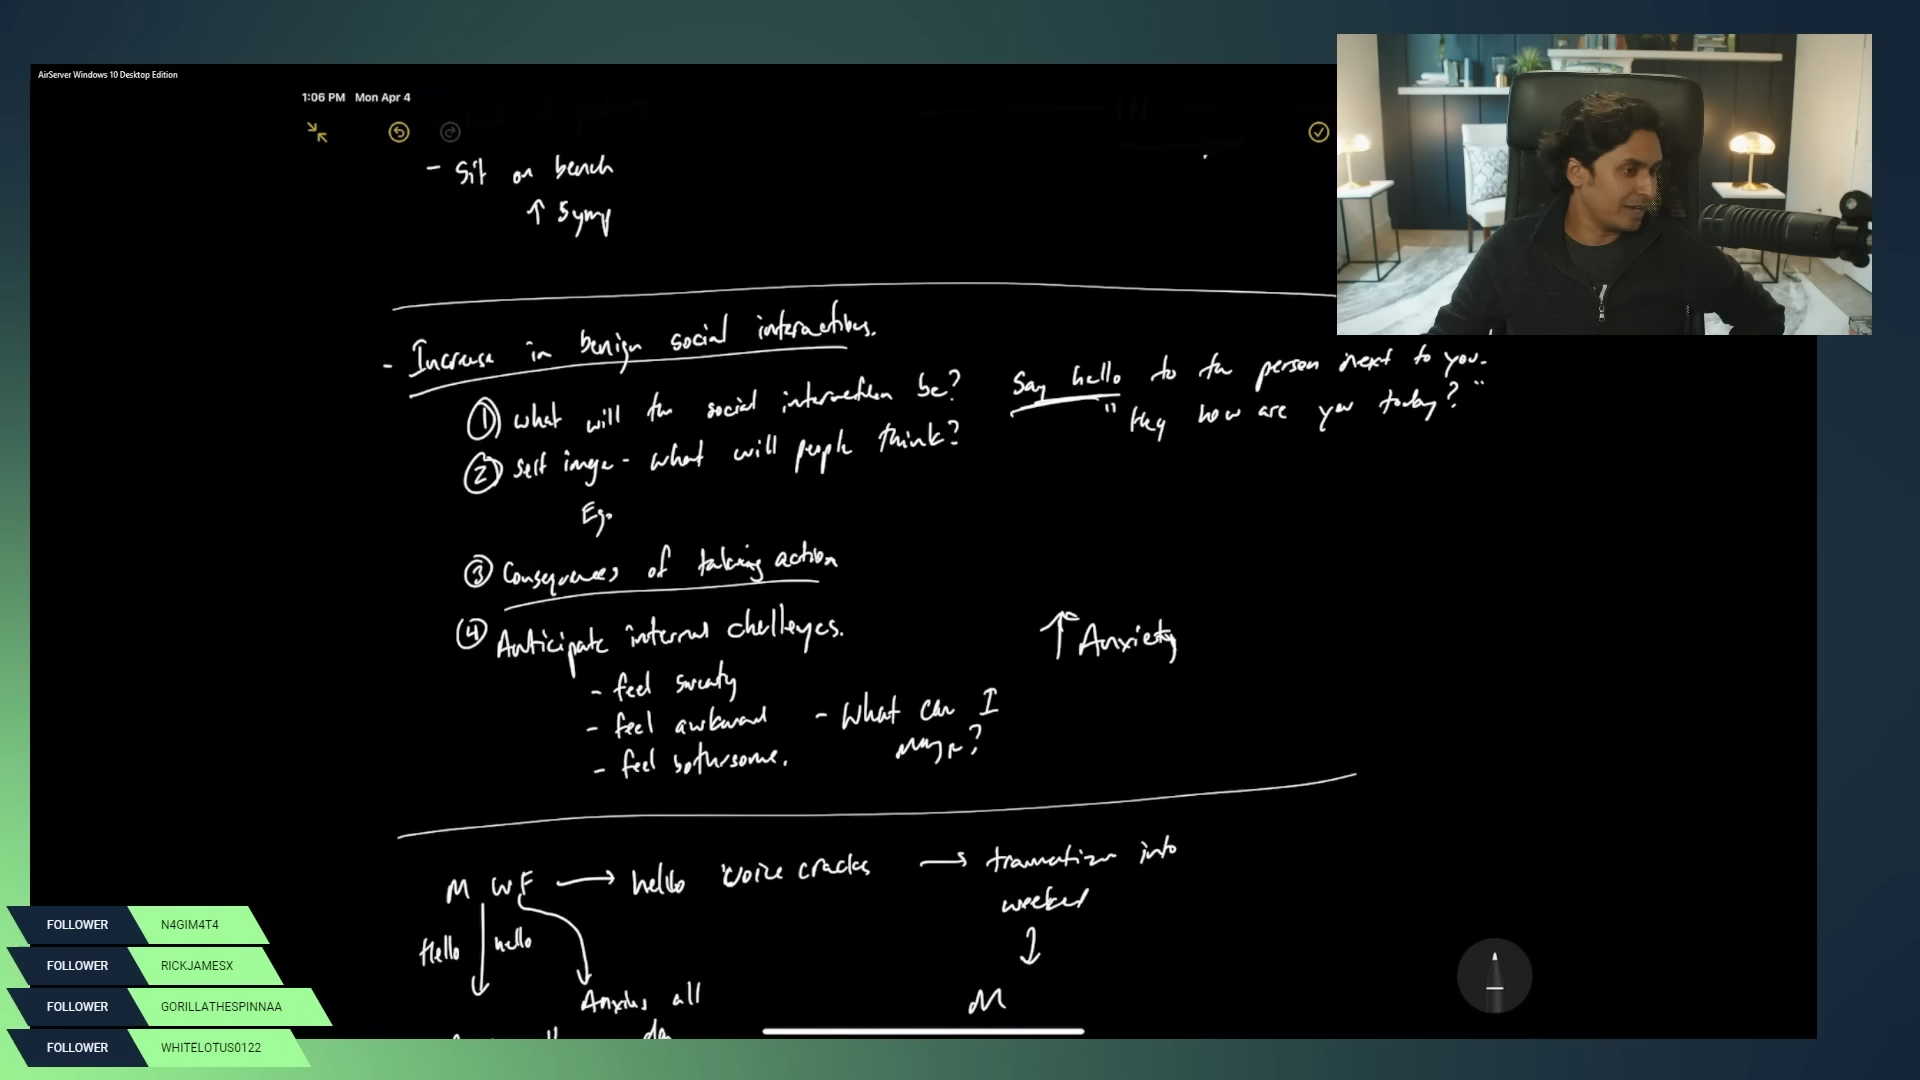 AirServer Windows 10 Desktop Edition
1:06 PM Mon Apr 4
- Sit on bench
↑ Symp
- Increase in benign social interactions.
① What will the social interaction be?
Say hello to the person next to you.
"Hey how are you today?"
② Self image - what will people think?
Eg.
③ Consequences of taking action
④ Anticipate internal challenges.
↑ Anxiety
- feel sweaty
- feel awkward
- feel bothersome.
- What can I
M W F → hello voice cracks → traumatize into
weekend
Hello hello
↓
Anxious all
M
da
FOLLOWER N4GIM4T4
FOLLOWER RICKJAMESX
FOLLOWER GORILLATHESPINNAA
FOLLOWER WHITELOTUS0122